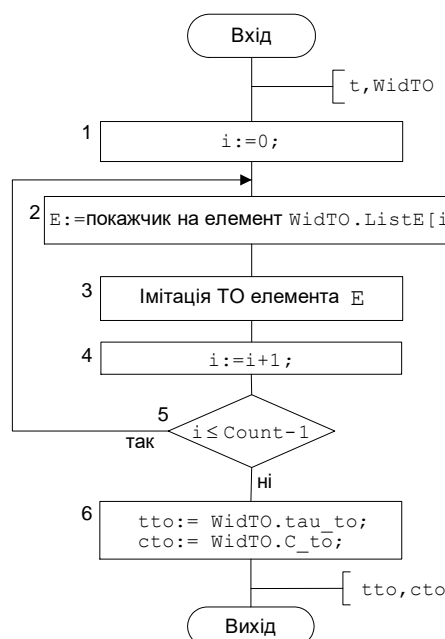 Вхід
t,WidTO
1
i:=0;
2
E:=покажчик на елемент WidTO.ListE[i
3
Імітація ТО елемента E
4
i:=i+1;
5
i≤Count-1
так
ні
6
tto:= WidTO.tau_to;
cto:= WidTO.C_to;
tto,cto
Вихід